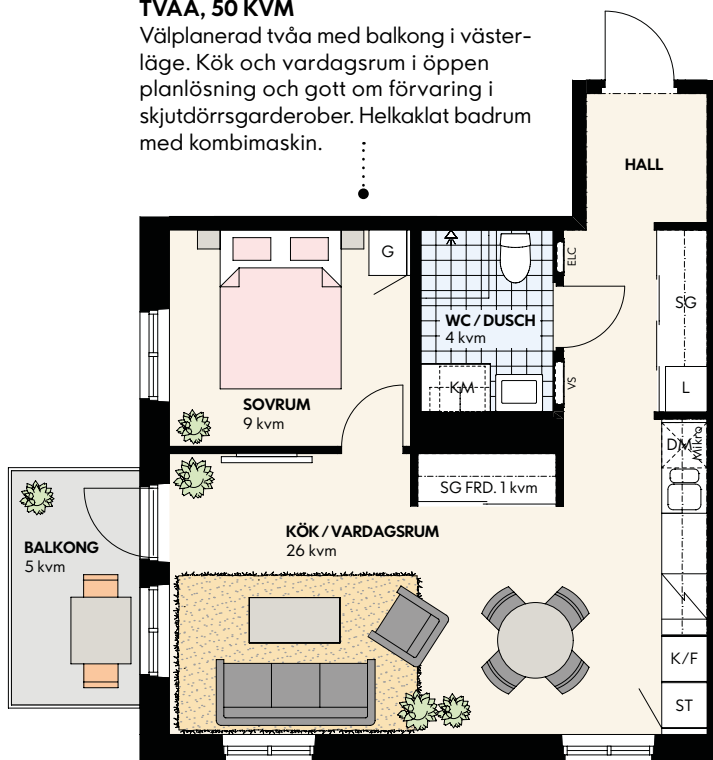 TVÅA, 50 KVM
Välplanerad tvåa med balkong i väster-
läge. Kök och vardagsrum i öppen
planlösning och gott om förvaring i
skjutdörrsgarderober. Helkaklat badrum
med kombimaskin.
HALL
G
ELC
SG
WC / DUSCH
4 kvm
KM
VS
L
SOVRUM
9 kvm
DM
Mikro
SG FRD. 1 kvm
KÖK / VARDAGSRUM
26 kvm
BALKONG
5 kvm
K/F
ST